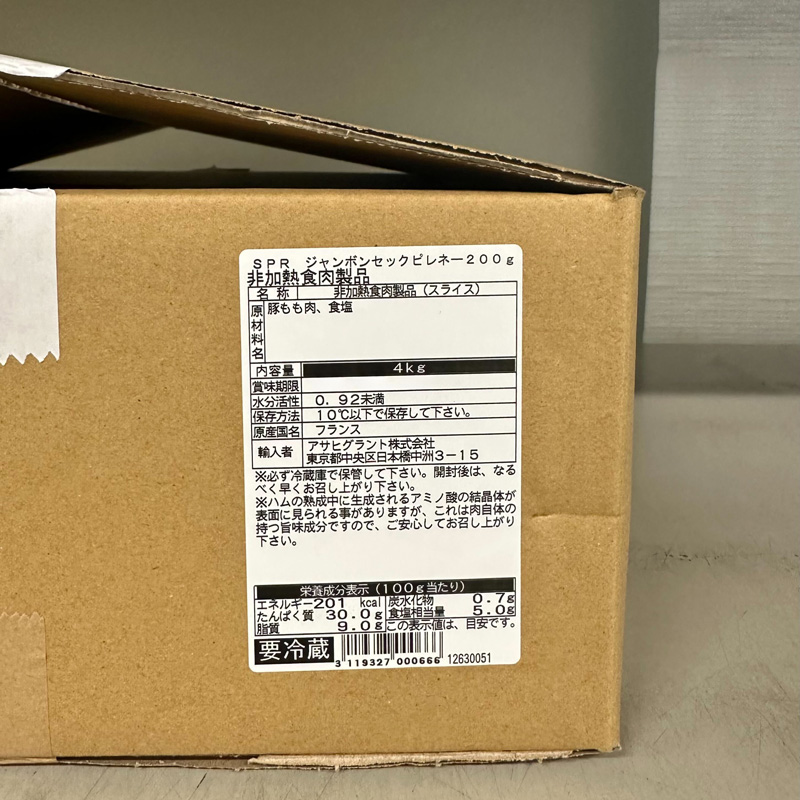 SPR ジャンボンセックピレネー200g
非加熱食肉製品
名称 非加熱食肉製品(スライス)
原材料名 豚もも肉、食塩
内容量 4kg
賞味期限
水分活性 0.92未満
保存方法 10℃以下で保存して下さい。
原産国名 フランス
輸入者 アサヒグラント株式会社
東京都中央区日本橋中洲3-15
※必ず冷蔵庫で保管して下さい。開封後は、なる
べく早くお召し上がり下さい。
※ハムの熟成中に生成されるアミノ酸の結晶体が
表面に見られる事がありますが、これは肉自体の
持つ旨味成分ですので、ご安心してお召し上がり
下さい。
栄養成分表示(100g当たり)
エネルギー201 kcal 炭水化物 0.7g
たんぱく質 30.0g 食塩相当量 5.0g
脂質 9.0g この表示値は、目安です。
要冷蔵
3 119327 000666 12630051